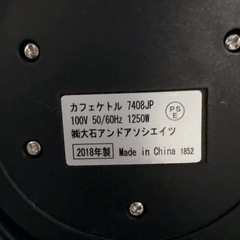 カフェケトル 7408JP
100V 50/60Hz 1250W
㈱大石アンドアソシエイツ
2018年製 Made in China 1852
PS
E